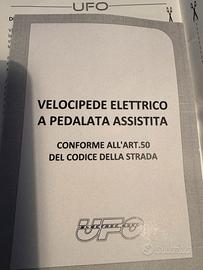 UFO
VELOCIPEDE ELETTRICO
A PEDALATA ASSISTITA
CONFORME ALL'ART.50
DEL CODICE DELLA STRADA
UFO